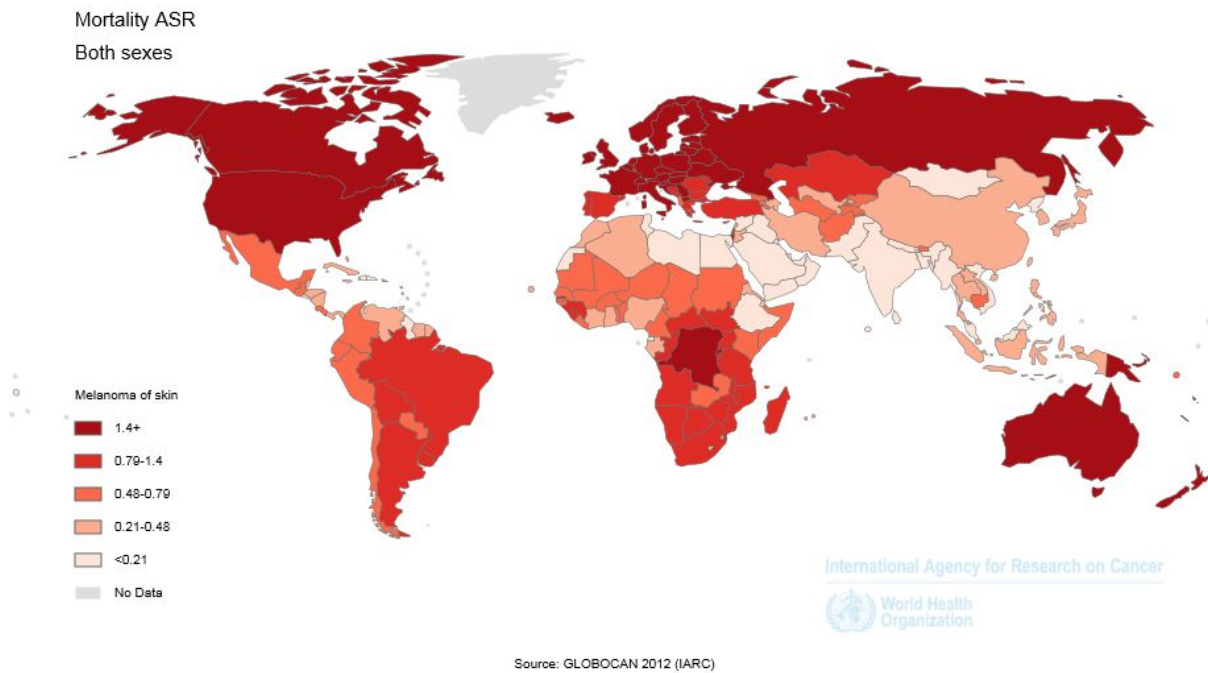 Mortality ASR
Both sexes
Melanoma of skin
1.4+
0.79-1.4
0.48-0.79
0.21-0.48
<0.21
No Data
International Agency for Research on Cancer
World Health
Organization
Source: GLOBOCAN 2012 (IARC)